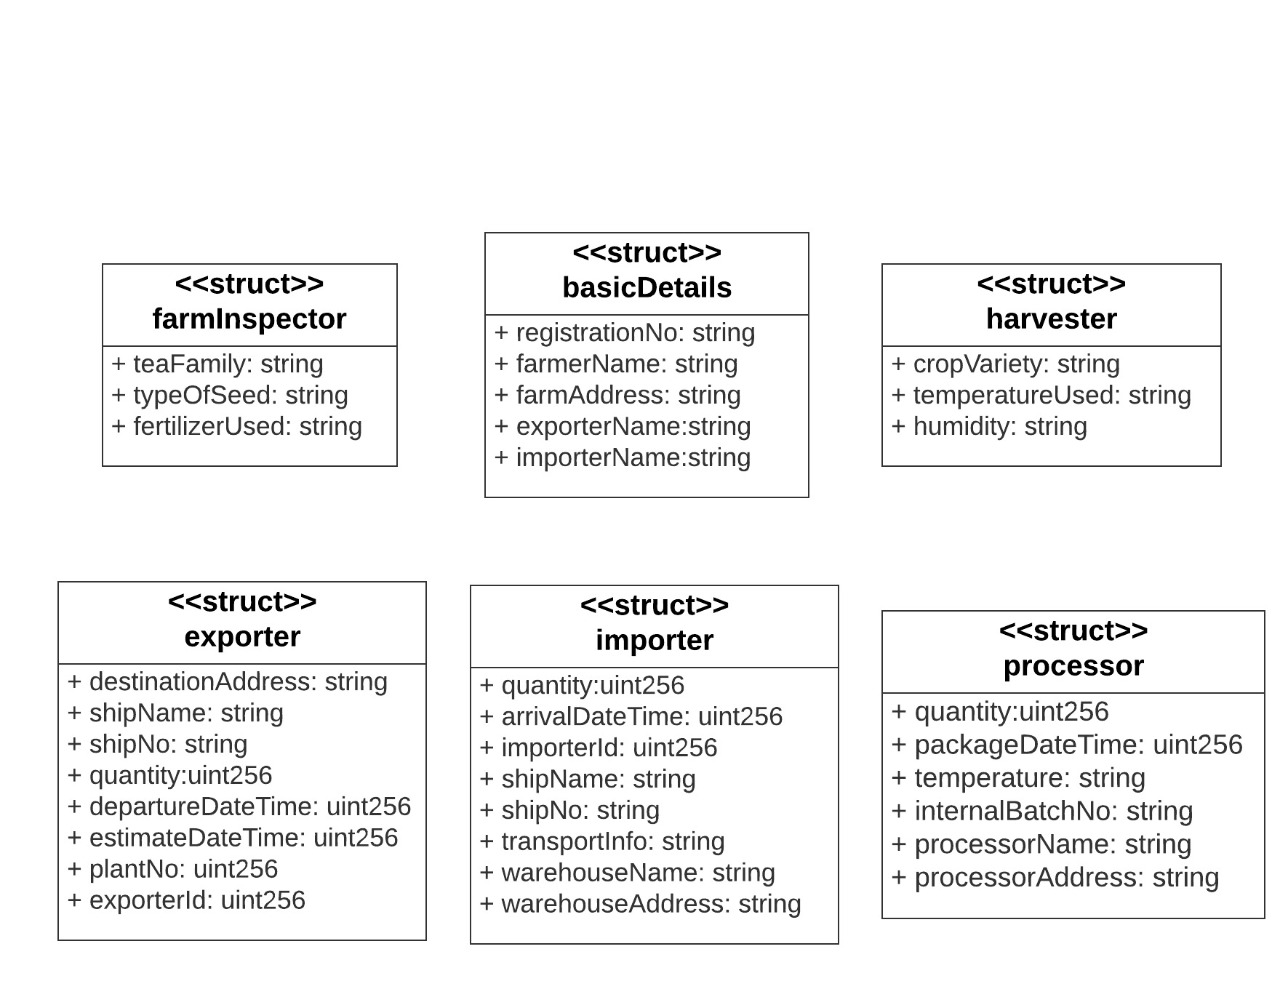 <<struct>>
farmInspector
+ teaFamily: string
+ typeOfSeed: string
+ fertilizerUsed: string
<<struct>>
basicDetails
+ registrationNo: string
+ farmerName: string
+ farmAddress: string
+ exporterName:string
+ importerName:string
<<struct>>
harvester
+ cropVariety: string
+ temperatureUsed: string
+ humidity: string
<<struct>>
exporter
+ destinationAddress: string
+ shipName: string
+ shipNo: string
+ quantity:uint256
+ departureDateTime: uint256
+ estimateDateTime: uint256
+ plantNo: uint256
+ exporterId: uint256
<<struct>>
importer
+ quantity:uint256
+ arrivalDateTime: uint256
+ importerId: uint256
+ shipName: string
+ shipNo: string
+ transportInfo: string
+ warehouseName: string
+ warehouseAddress: string
<<struct>>
processor
+ quantity:uint256
+ packageDateTime: uint256
+ temperature: string
+ internalBatchNo: string
+ processorName: string
+ processorAddress: string